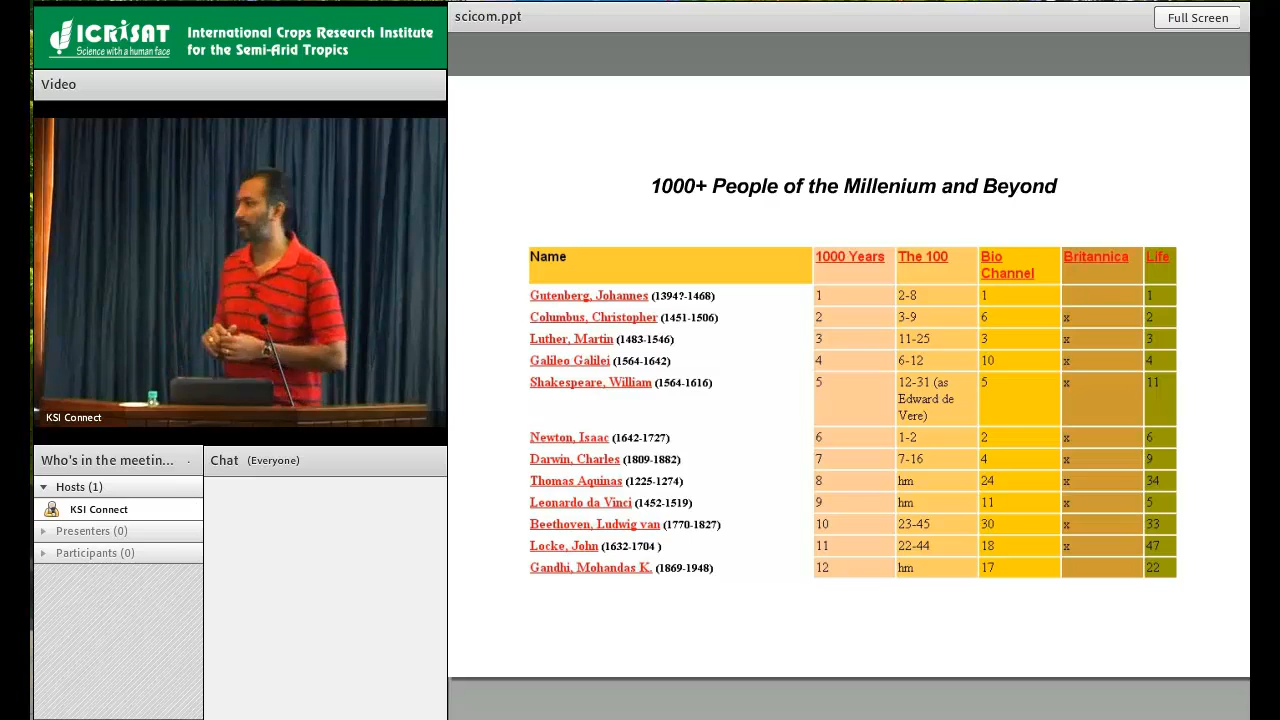 ICRISAT
Science with a human face
International Crops Research Institute
for the Semi-Arid Tropics
scicom.ppt
Full Screen
Video
KSI Connect
Who's in the meetin...
Hosts (1)
KSI Connect
Presenters (0)
Participants (0)
Chat (Everyone)
1000+ People of the Millenium and Beyond
Name 1000 Years The 100 Bio Channel Britannica Life
Gutenberg, Johannes (1394?-1468) 1 2-8 1 1
Columbus, Christopher (1451-1506) 2 3-9 6 x 2
Luther, Martin (1483-1546) 3 11-25 3 x 3
Galileo Galilei (1564-1642) 4 6-12 10 x 4
Shakespeare, William (1564-1616) 5 12-31 (as Edward de Vere) 5 x 11
Newton, Isaac (1642-1727) 6 1-2 2 x 6
Darwin, Charles (1809-1882) 7 7-16 4 x 9
Thomas Aquinas (1225-1274) 8 hm 24 x 34
Leonardo da Vinci (1452-1519) 9 hm 11 x 5
Beethoven, Ludwig van (1770-1827) 10 23-45 30 x 33
Locke, John (1632-1704 ) 11 22-44 18 x 47
Gandhi, Mohandas K. (1869-1948) 12 hm 17 22